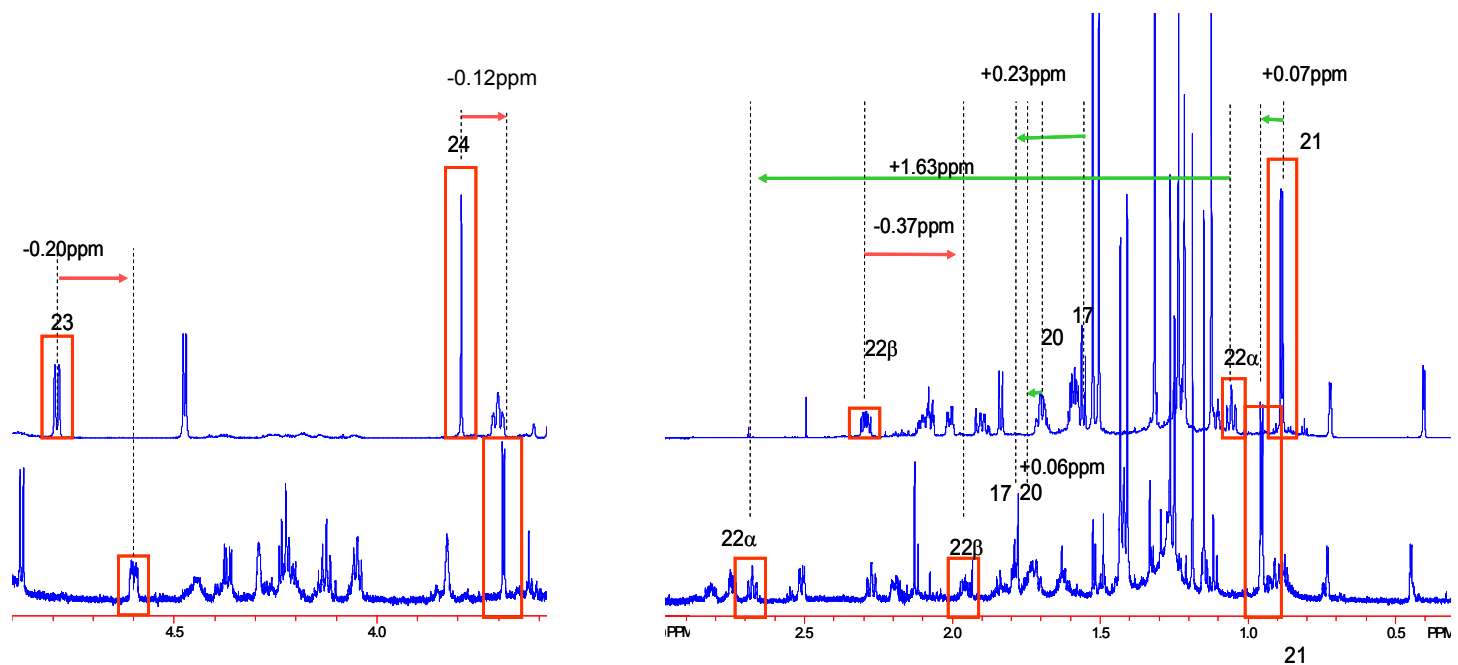 -0.12ppm
+0.23ppm
+0.07ppm
24
21
+1.63ppm
-0.20ppm
-0.37ppm
23
17
20
22β
22α
+0.06ppm
17 20
22α
22β
4.5
4.0
PPM
2.5
2.0
1.5
1.0
0.5
PPM
21